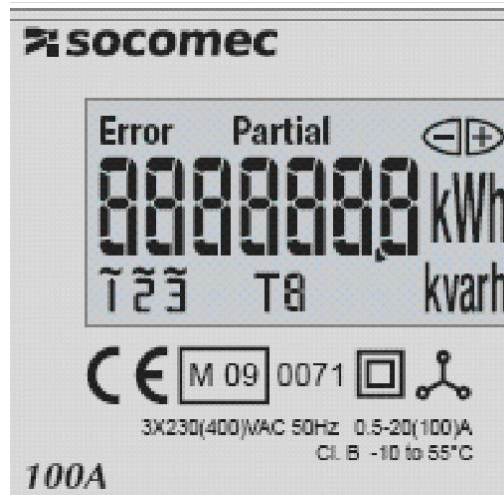 socomec
Error Partial - +
8888888.8 kWh
1 2 3 T8 kvarh
CE M 09 0071
3X230(400)VAC 50Hz 0.5-20(100)A
Cl. B -10 to 55°C
100A